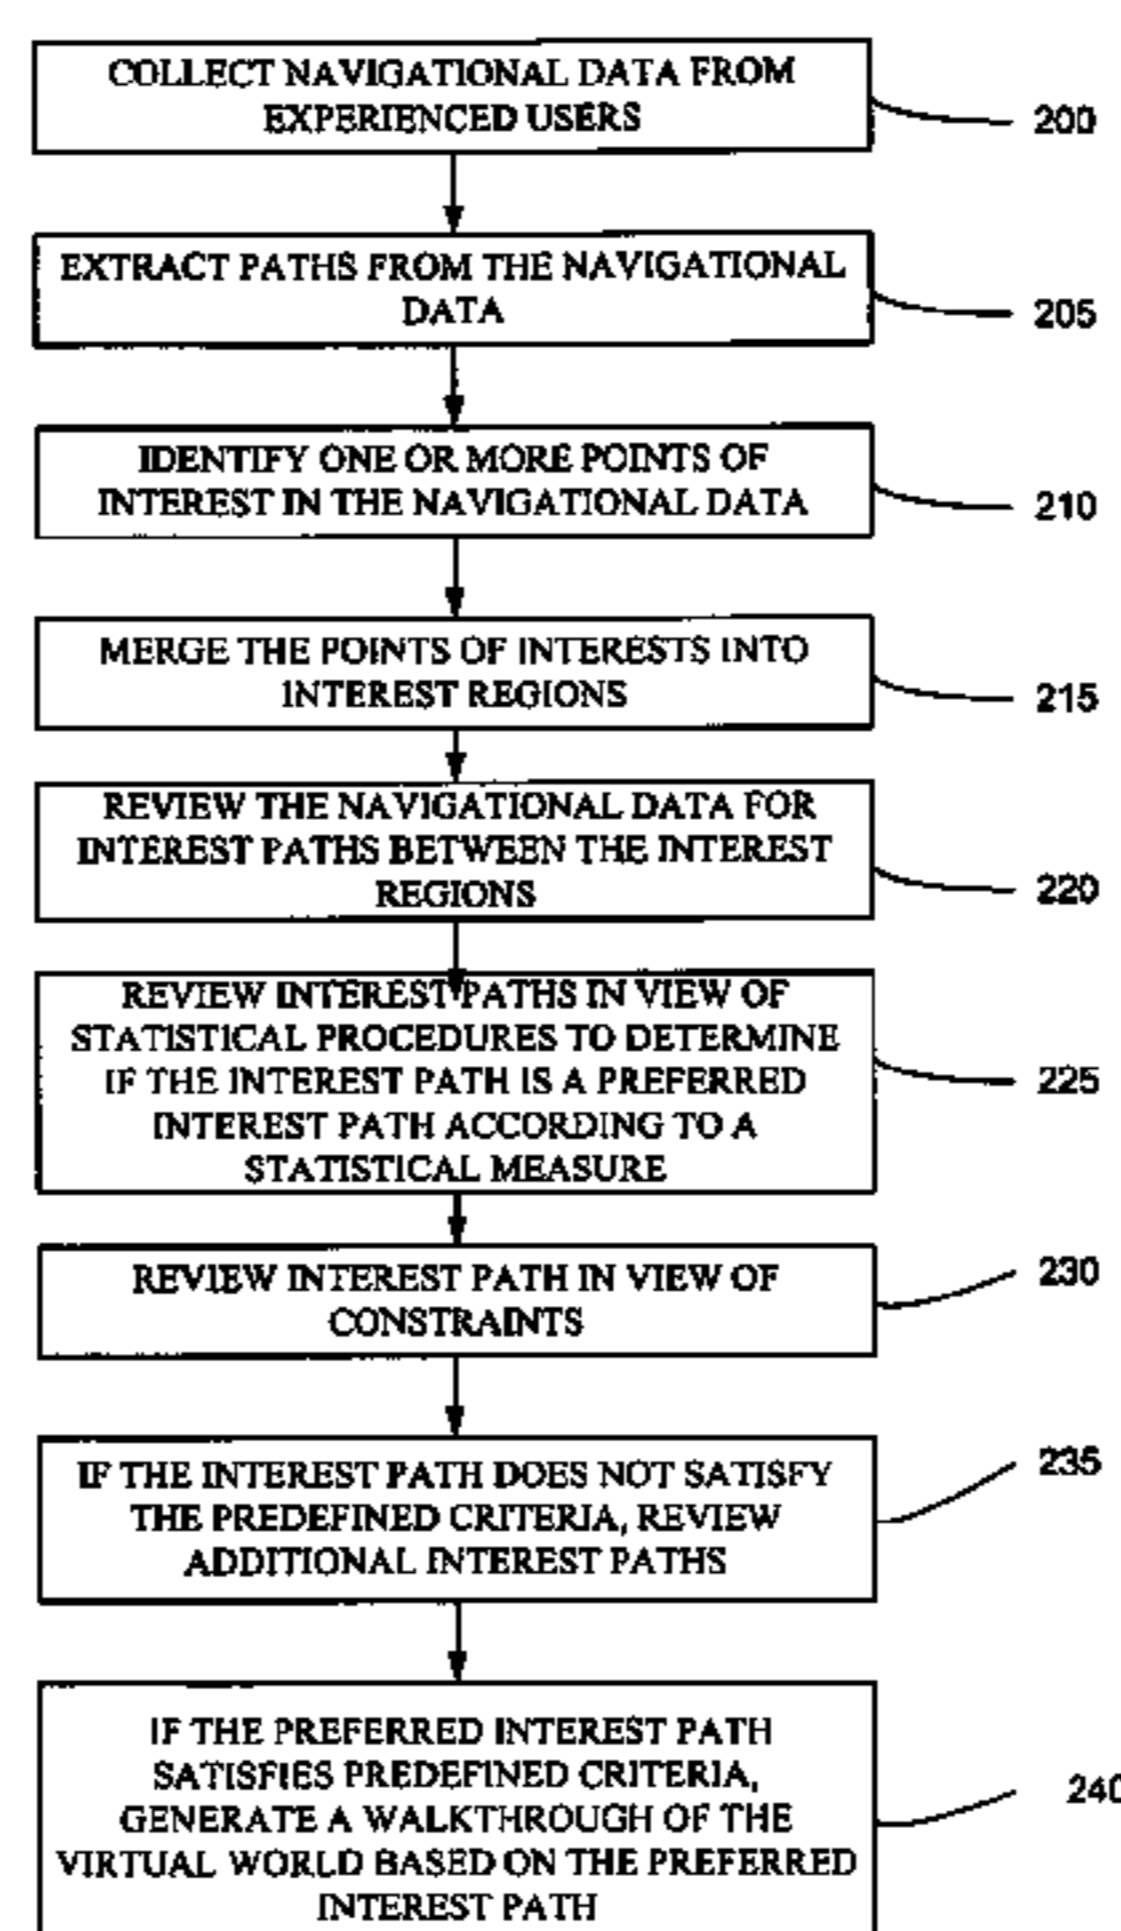 COLLECT NAVIGATIONAL DATA FROM
EXPERIENCED USERS
200
EXTRACT PATHS FROM THE NAVIGATIONAL
DATA
205
IDENTIFY ONE OR MORE POINTS OF
INTEREST IN THE NAVIGATIONAL DATA
210
MERGE THE POINTS OF INTERESTS INTO
INTEREST REGIONS
215
REVIEW THE NAVIGATIONAL DATA FOR
INTEREST PATHS BETWEEN THE INTEREST
REGIONS
220
REVIEW INTEREST PATHS IN VIEW OF
STATISTICAL PROCEDURES TO DETERMINE
IF THE INTEREST PATH IS A PREFERRED
INTEREST PATH ACCORDING TO A
STATISTICAL MEASURE
225
REVIEW INTEREST PATH IN VIEW OF
CONSTRAINTS
230
IF THE INTEREST PATH DOES NOT SATISFY
THE PREDEFINED CRITERIA, REVIEW
ADDITIONAL INTEREST PATHS
235
IF THE PREFERRED INTEREST PATH
SATISFIES PREDEFINED CRITERIA,
GENERATE A WALKTHROUGH OF THE
VIRTUAL WORLD BASED ON THE PREFERRED
INTEREST PATH
240